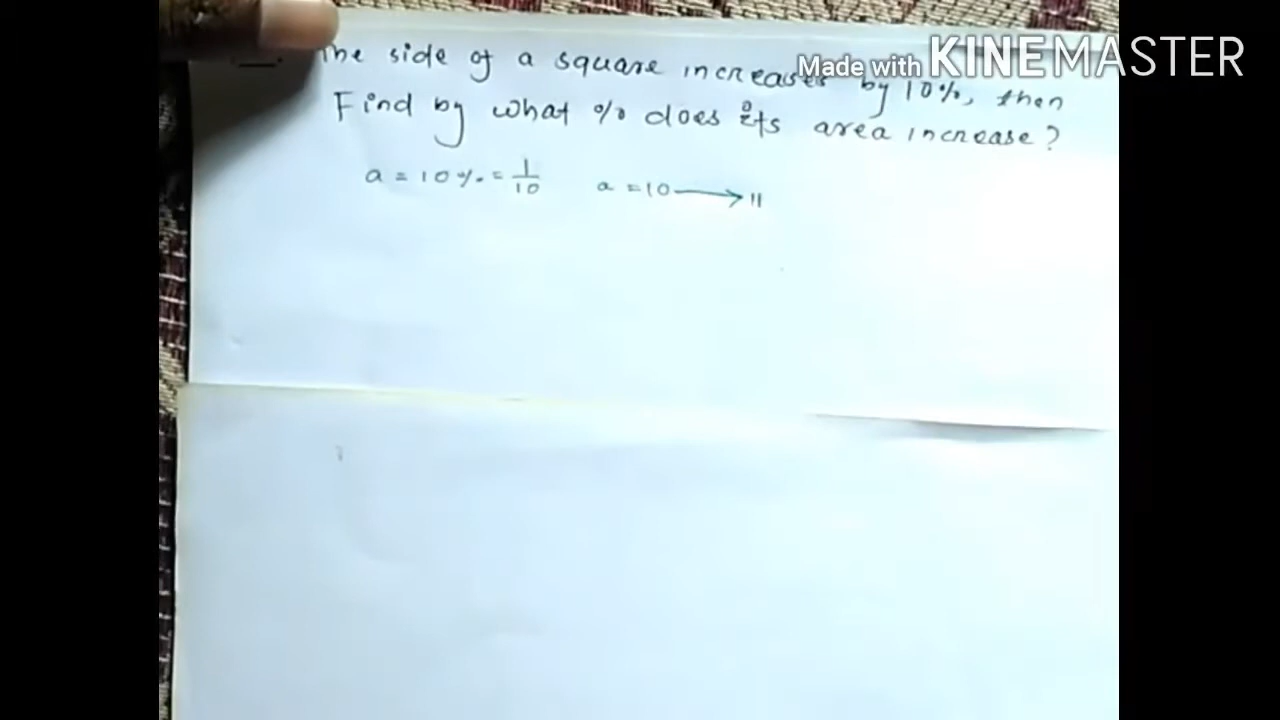 Made with KINEMASTER
The side of a square increases by 10%, then
Find by what % does its area increase?
a = 10% = 1/10 a = 10 → 11